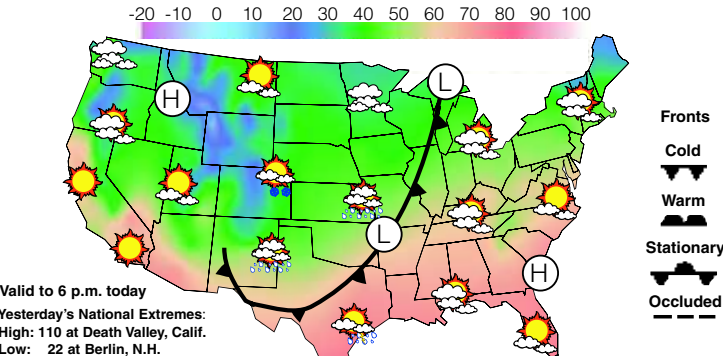 -20 -10 0 10 20 30 40 50 60 70 80 90 100
L
H
Fronts
Cold
Warm
L
Stationary
H
Occluded
Valid to 6 p.m. today
Yesterday's National Extremes:
High: 110 at Death Valley, Calif.
Low: 22 at Berlin, N.H.